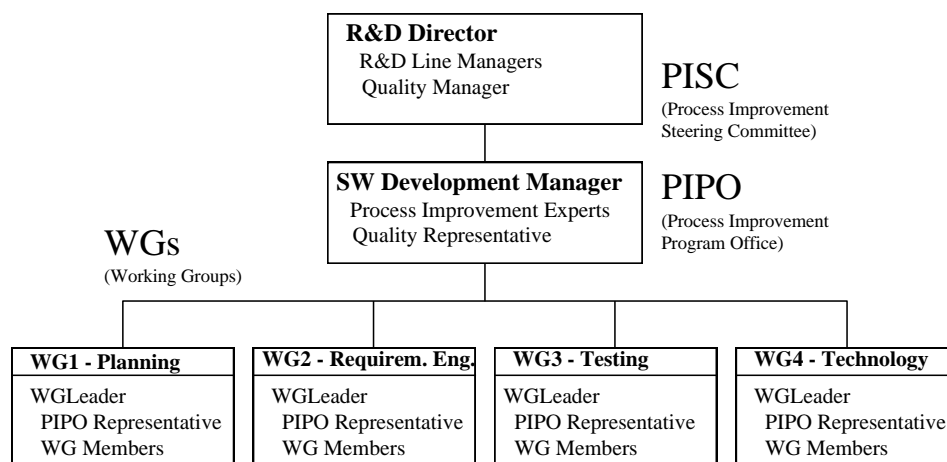 R&D Director
R&D Line Managers
Quality Manager
PISC
(Process Improvement
Steering Committee)
SW Development Manager
Process Improvement Experts
Quality Representative
PIPO
(Process Improvement
Program Office)
WGs
(Working Groups)
WG1 - Planning
WGLeader
PIPO Representative
WG Members
WG2 - Requirem. Eng.
WGLeader
PIPO Representative
WG Members
WG3 - Testing
WGLeader
PIPO Representative
WG Members
WG4 - Technology
WGLeader
PIPO Representative
WG Members